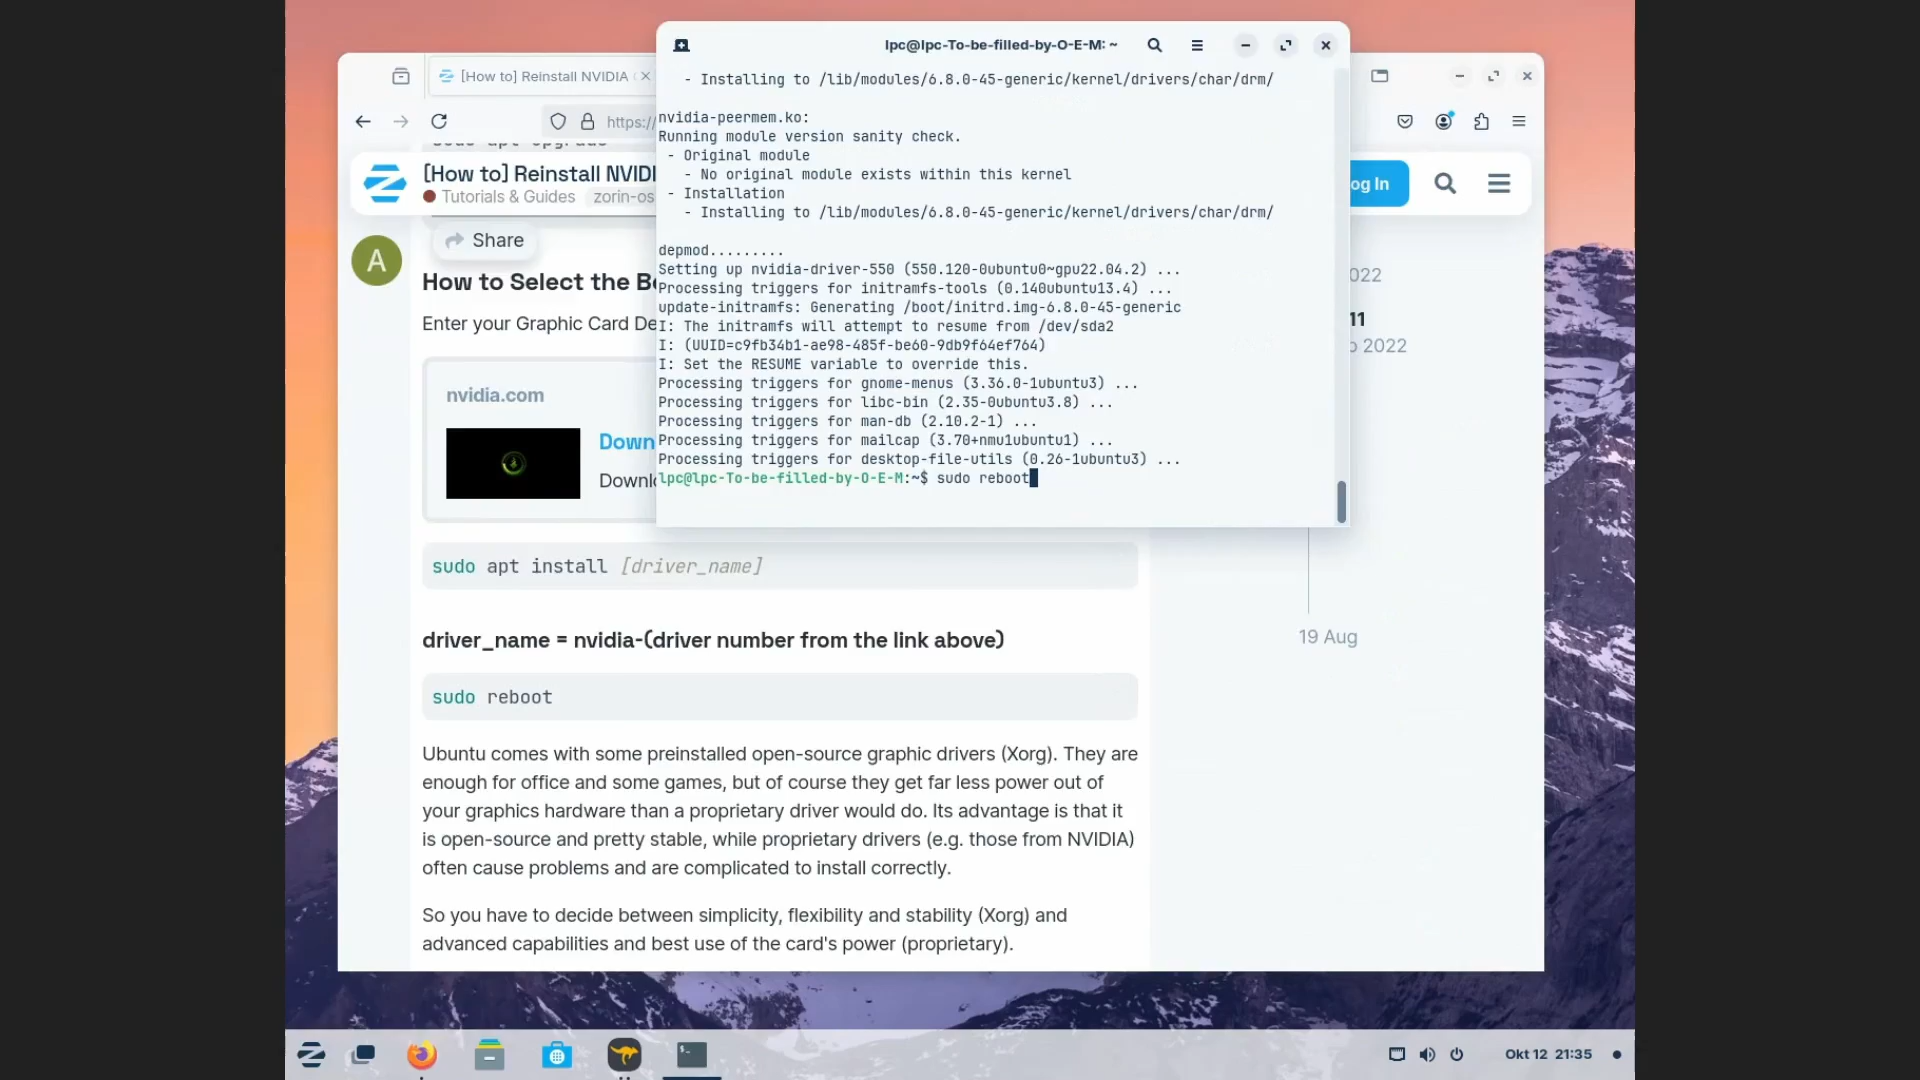 lpc@lpc-To-be-filled-by-O-E-M: ~
- Installing to /lib/modules/6.8.0-45-generic/kernel/drivers/char/drm/
nvidia-peermem.ko:
Running module version sanity check.
- Original module
- No original module exists within this kernel
- Installation
- Installing to /lib/modules/6.8.0-45-generic/kernel/drivers/char/drm/
depmod.........
Setting up nvidia-driver-550 (550.120-0ubuntu0~gpu22.04.2) ...
Processing triggers for initramfs-tools (0.140ubuntu13.4) ...
update-initramfs: Generating /boot/initrd.img-6.8.0-45-generic
I: The initramfs will attempt to resume from /dev/sda2
I: (UUID=c9fb34b1-ae98-485f-be60-9db9f64ef764)
I: Set the RESUME variable to override this.
Processing triggers for gnome-menus (3.36.0-1ubuntu3) ...
Processing triggers for libc-bin (2.35-0ubuntu3.8) ...
Processing triggers for man-db (2.10.2-1) ...
Processing triggers for mailcap (3.70+nmu1ubuntu1) ...
Processing triggers for desktop-file-utils (0.26-1ubuntu3) ...
lpc@lpc-To-be-filled-by-O-E-M:~$ sudo reboot
[How to] Reinstall NVIDIA
https://
sudo apt upgrade
[How to] Reinstall NVIDI
Tutorials & Guides zorin-os
og In
Share
A
How to Select the Be
Enter your Graphic Card De
nvidia.com
Down
Downlo
2022
11
2022
sudo apt install [driver_name]
driver_name = nvidia-(driver number from the link above)
19 Aug
sudo reboot
Ubuntu comes with some preinstalled open-source graphic drivers (Xorg). They are
enough for office and some games, but of course they get far less power out of
your graphics hardware than a proprietary driver would do. Its advantage is that it
is open-source and pretty stable, while proprietary drivers (e.g. those from NVIDIA)
often cause problems and are complicated to install correctly.
So you have to decide between simplicity, flexibility and stability (Xorg) and
advanced capabilities and best use of the card's power (proprietary).
Okt 12 21:35